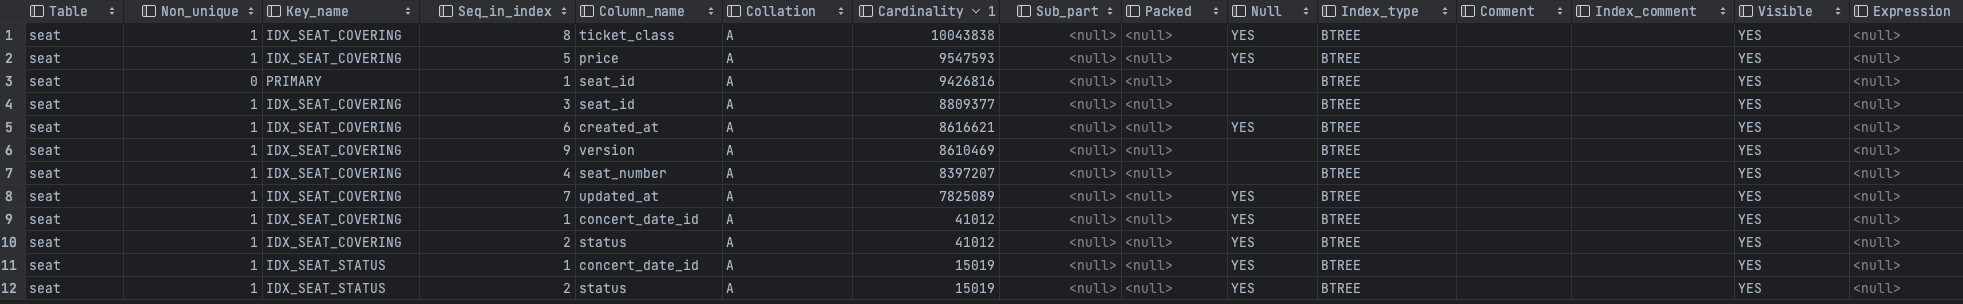 Table Non_unique Key_name Seq_in_index Column_name Collation Cardinality 1 Sub_part Packed Null Index_type Comment Index_comment Visible Expression
1 seat 1 IDX_SEAT_COVERING 8 ticket_class A 10043838 <null> <null> YES BTREE YES <null>
2 seat 1 IDX_SEAT_COVERING 5 price A 9547593 <null> <null> YES BTREE YES <null>
3 seat 0 PRIMARY 1 seat_id A 9426816 <null> <null> BTREE YES <null>
4 seat 1 IDX_SEAT_COVERING 3 seat_id A 8809377 <null> <null> BTREE YES <null>
5 seat 1 IDX_SEAT_COVERING 6 created_at A 8616621 <null> <null> YES BTREE YES <null>
6 seat 1 IDX_SEAT_COVERING 9 version A 8610469 <null> <null> BTREE YES <null>
7 seat 1 IDX_SEAT_COVERING 4 seat_number A 8397207 <null> <null> BTREE YES <null>
8 seat 1 IDX_SEAT_COVERING 7 updated_at A 7825089 <null> <null> YES BTREE YES <null>
9 seat 1 IDX_SEAT_COVERING 1 concert_date_id A 41012 <null> <null> YES BTREE YES <null>
10 seat 1 IDX_SEAT_COVERING 2 status A 41012 <null> <null> YES BTREE YES <null>
11 seat 1 IDX_SEAT_STATUS 1 concert_date_id A 15019 <null> <null> YES BTREE YES <null>
12 seat 1 IDX_SEAT_STATUS 2 status A 15019 <null> <null> YES BTREE YES <null>